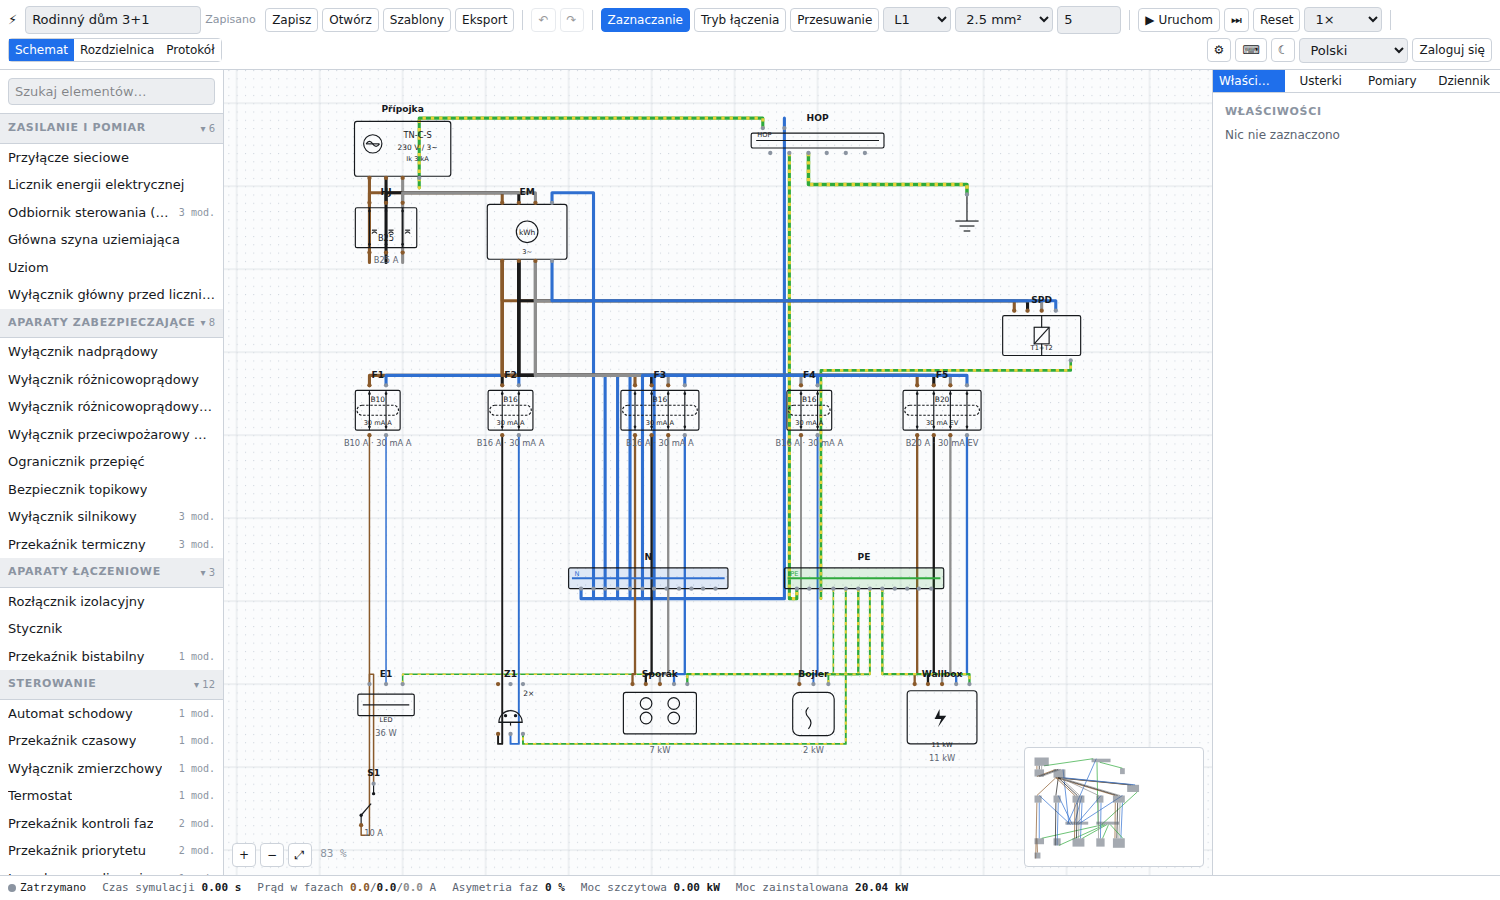 Rodinný dům 3+1 Zapisano Zapisz Otwórz Szablony Eksport Zaznaczanie Tryb łączenia Przesuwanie L1 2.5 mm² 5 Uruchom Reset 1×
Schemat Rozdzielnica Protokół Polski Zaloguj się
Szukaj elementów…
ZASILANIE I POMIAR 6
Przyłącze sieciowe
Licznik energii elektrycznej
Odbiornik sterowania (… 3 mod.
Główna szyna uziemiająca
Uziom
Wyłącznik główny przed liczni…
APARATY ZABEZPIECZAJĄCE 8
Wyłącznik nadprądowy
Wyłącznik różnicowoprądowy
Wyłącznik różnicowoprądowy…
Wyłącznik przeciwpożarowy …
Ogranicznik przepięć
Bezpiecznik topikowy
Wyłącznik silnikowy 3 mod.
Przekaźnik termiczny 3 mod.
APARATY ŁĄCZENIOWE 3
Rozłącznik izolacyjny
Stycznik
Przekaźnik bistabilny 1 mod.
STEROWANIE 12
Automat schodowy 1 mod.
Przekaźnik czasowy 1 mod.
Wyłącznik zmierzchowy 1 mod.
Termostat 1 mod.
Przekaźnik kontroli faz 2 mod.
Przekaźnik priorytetu 2 mod.
Přípojka
TN-C-S
230 V / 3~
Ik 3 kA
HOP
HOP
HJ
B25
B25 A
EM
kWh
3~
SPD
T1+T2
F1 F2 F3 F4 F5
B10 B16 B16 B16 B20
30 mA A 30 mA A 30 mA A 30 mA A 30 mA EV
B10 A · 30 mA A B16 A · 30 mA A B16 A · 30 mA A B16 A · 30 mA A B20 A · 30 mA EV
N PE
N PE
E1 Z1 Sporák Bojler Wallbox
2×
LED
36 W
7 kW
2 kW
11 kW
11 kW
S1
10 A
+ − 83 %
Właści… Usterki Pomiary Dziennik
WŁAŚCIWOŚCI
Nic nie zaznaczono
Zatrzymano Czas symulacji 0.00 s Prąd w fazach 0.0/0.0/0.0 A Asymetria faz 0 % Moc szczytowa 0.00 kW Moc zainstalowana 20.04 kW